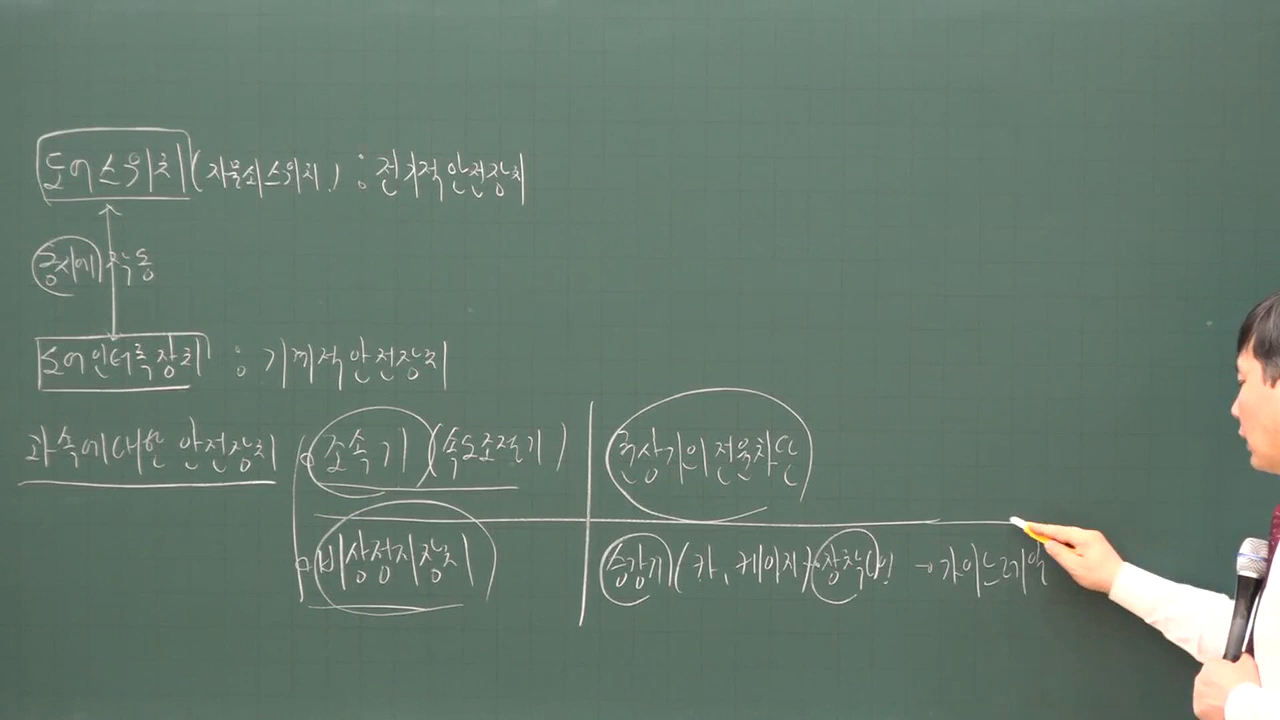 도어스위치 (자물쇠스위치) : 전기적안전장치
동시에 작동
도어인터록장치 : 기계적안전장치
과속에대한 안전장치
조속기 (속도조절기) 권상기의전원차단
비상정지장치 승강기 (카, 케이지) 장착 → 가이드레일